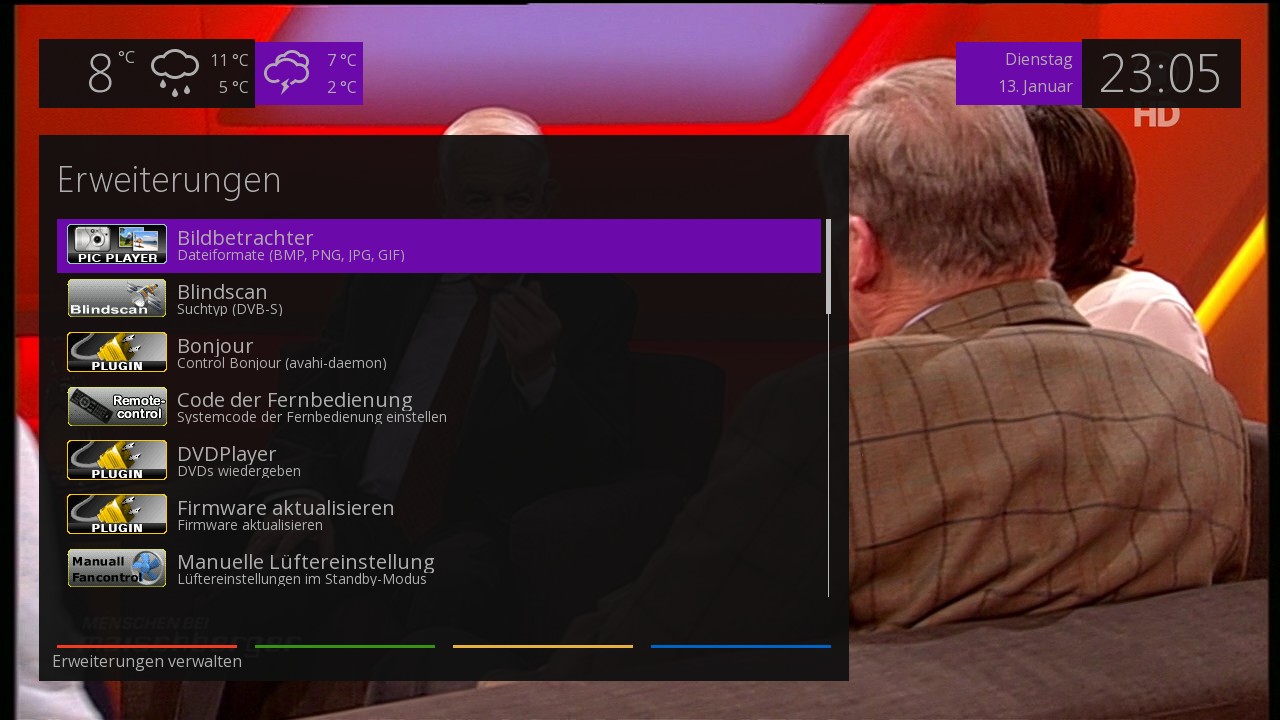 8 °C
11 °C
5 °C
7 °C
2 °C
Dienstag
13. Januar
23:05
HD
Erweiterungen
PIC PLAYER
Bildbetrachter
Dateiformate (BMP, PNG, JPG, GIF)
Blindscan
Blindscan
Suchtyp (DVB-S)
PLUGIN
Bonjour
Control Bonjour (avahi-daemon)
Remote-
control
Code der Fernbedienung
Systemcode der Fernbedienung einstellen
PLUGIN
DVDPlayer
DVDs wiedergeben
PLUGIN
Firmware aktualisieren
Firmware aktualisieren
Manuall
Fancontrol
Manuelle Lüftereinstellung
Lüftereinstellungen im Standby-Modus
MENSCHEN BEI
maischberger
Erweiterungen verwalten